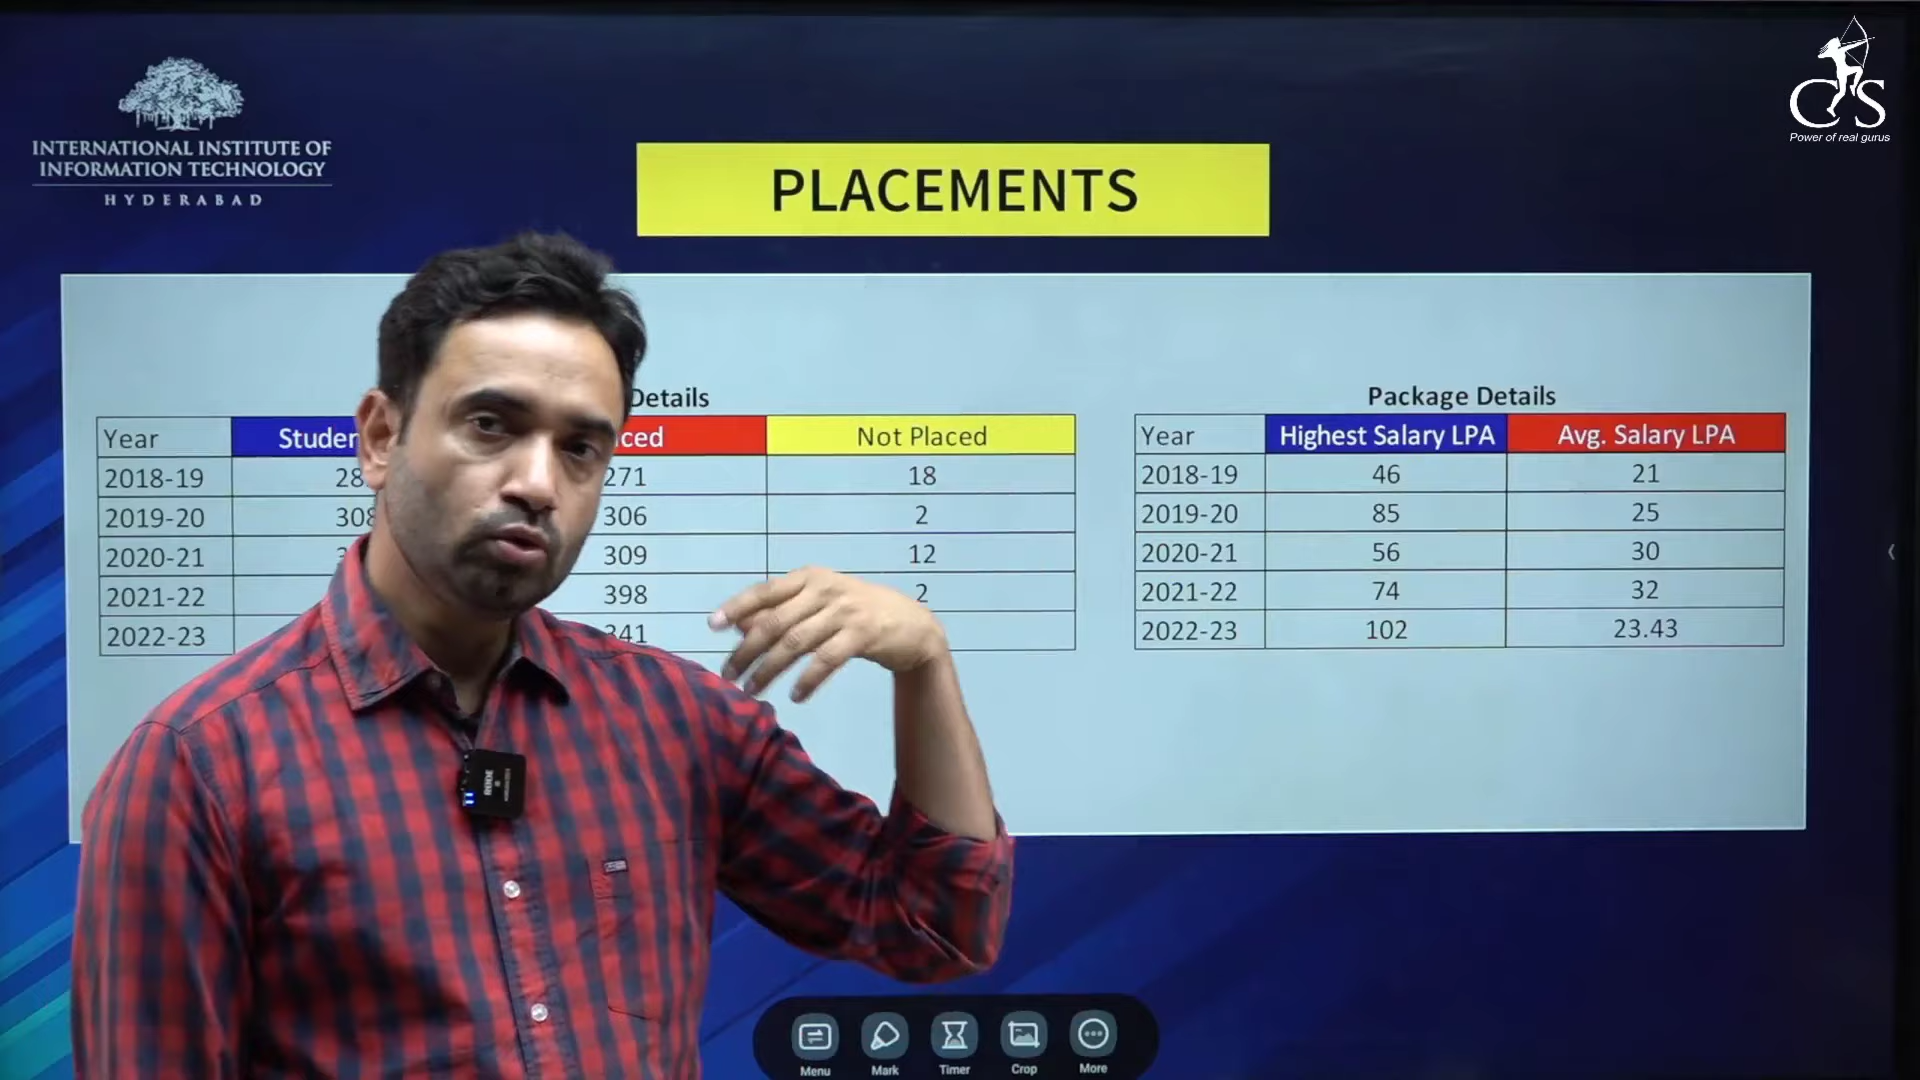 INTERNATIONAL INSTITUTE OF
INFORMATION TECHNOLOGY
HYDERABAD
CS
Power of real gurus
PLACEMENTS
Details
Year Studen ced Not Placed
2018-19 28 271 18
2019-20 308 306 2
2020-21 3 309 12
2021-22 398 2
2022-23 341
Package Details
Year Highest Salary LPA Avg. Salary LPA
2018-19 46 21
2019-20 85 25
2020-21 56 30
2021-22 74 32
2022-23 102 23.43
RODE
Menu Mark Timer Crop More